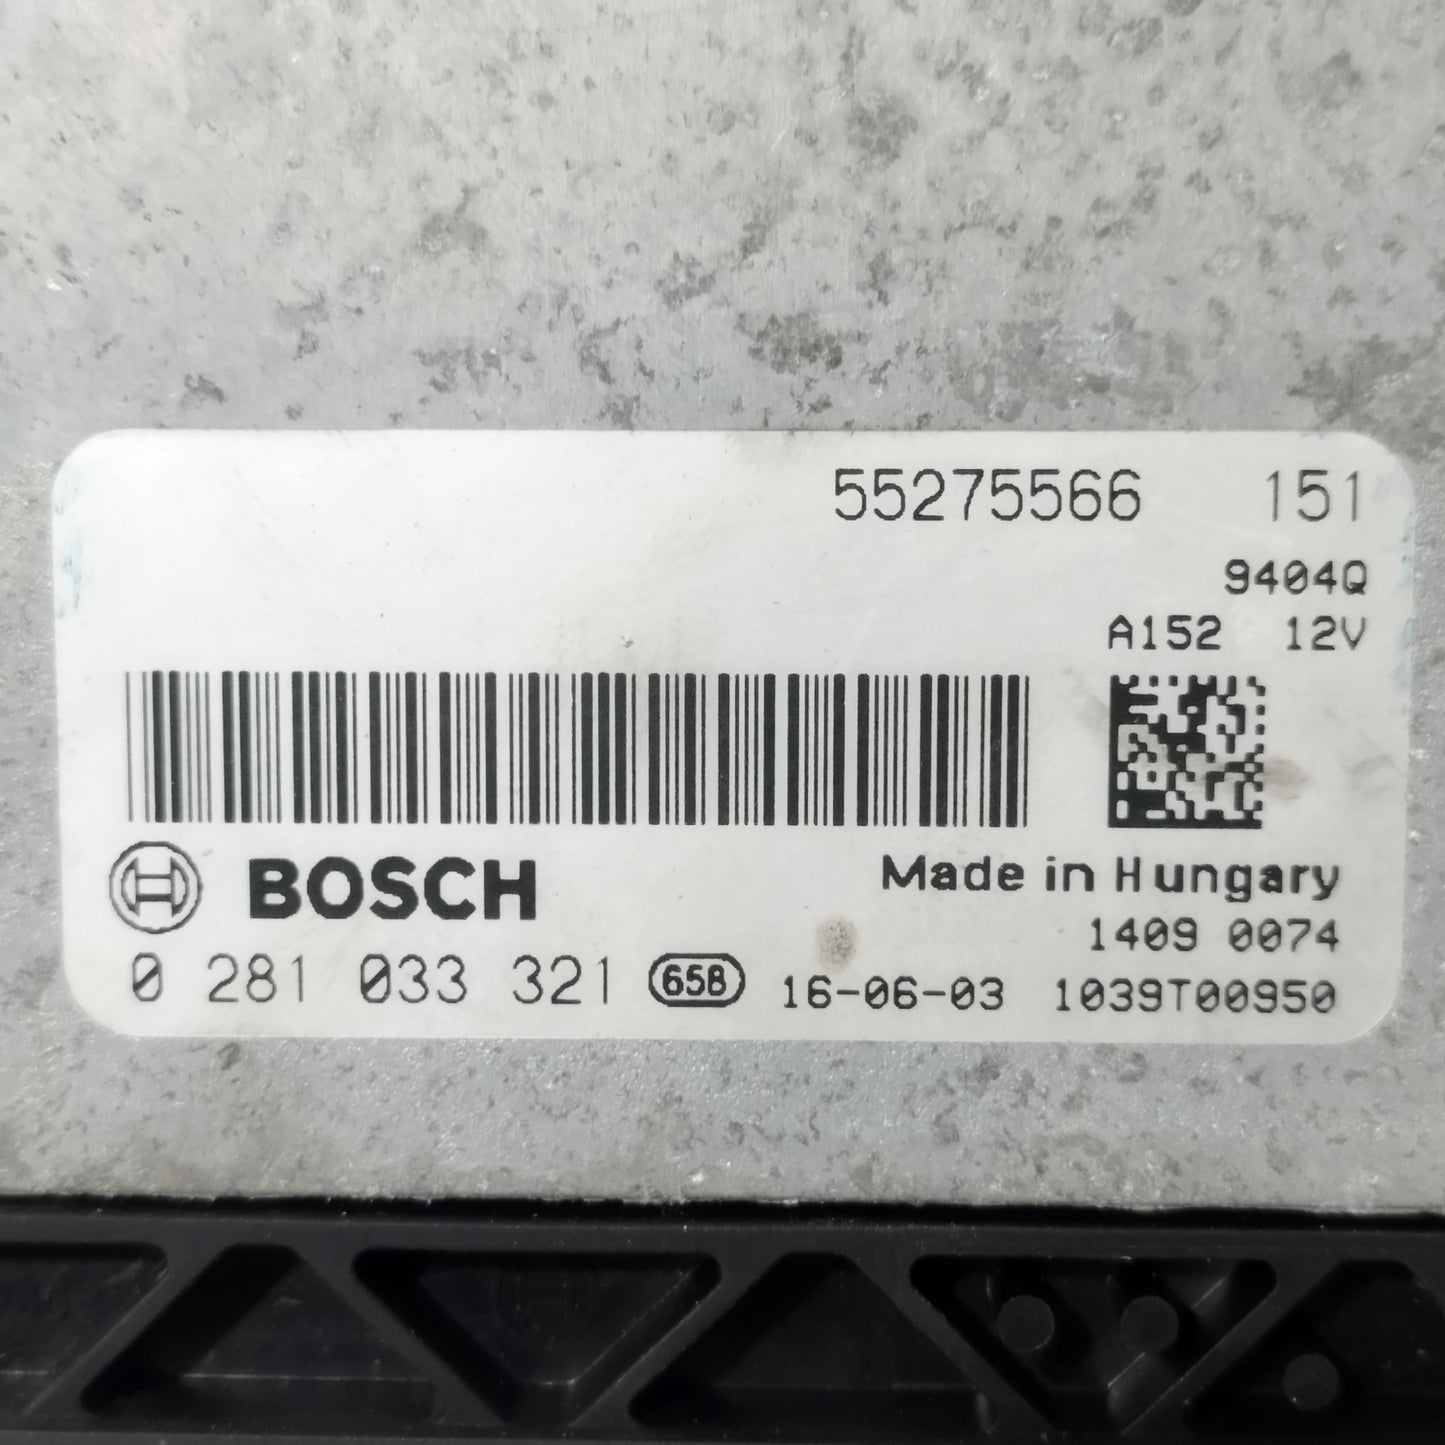 55275566 151
9404Q
A152 12V
BOSCH
Made in Hungary
1409 0074
0 281 033 321 658 16-06-03 1039T00950